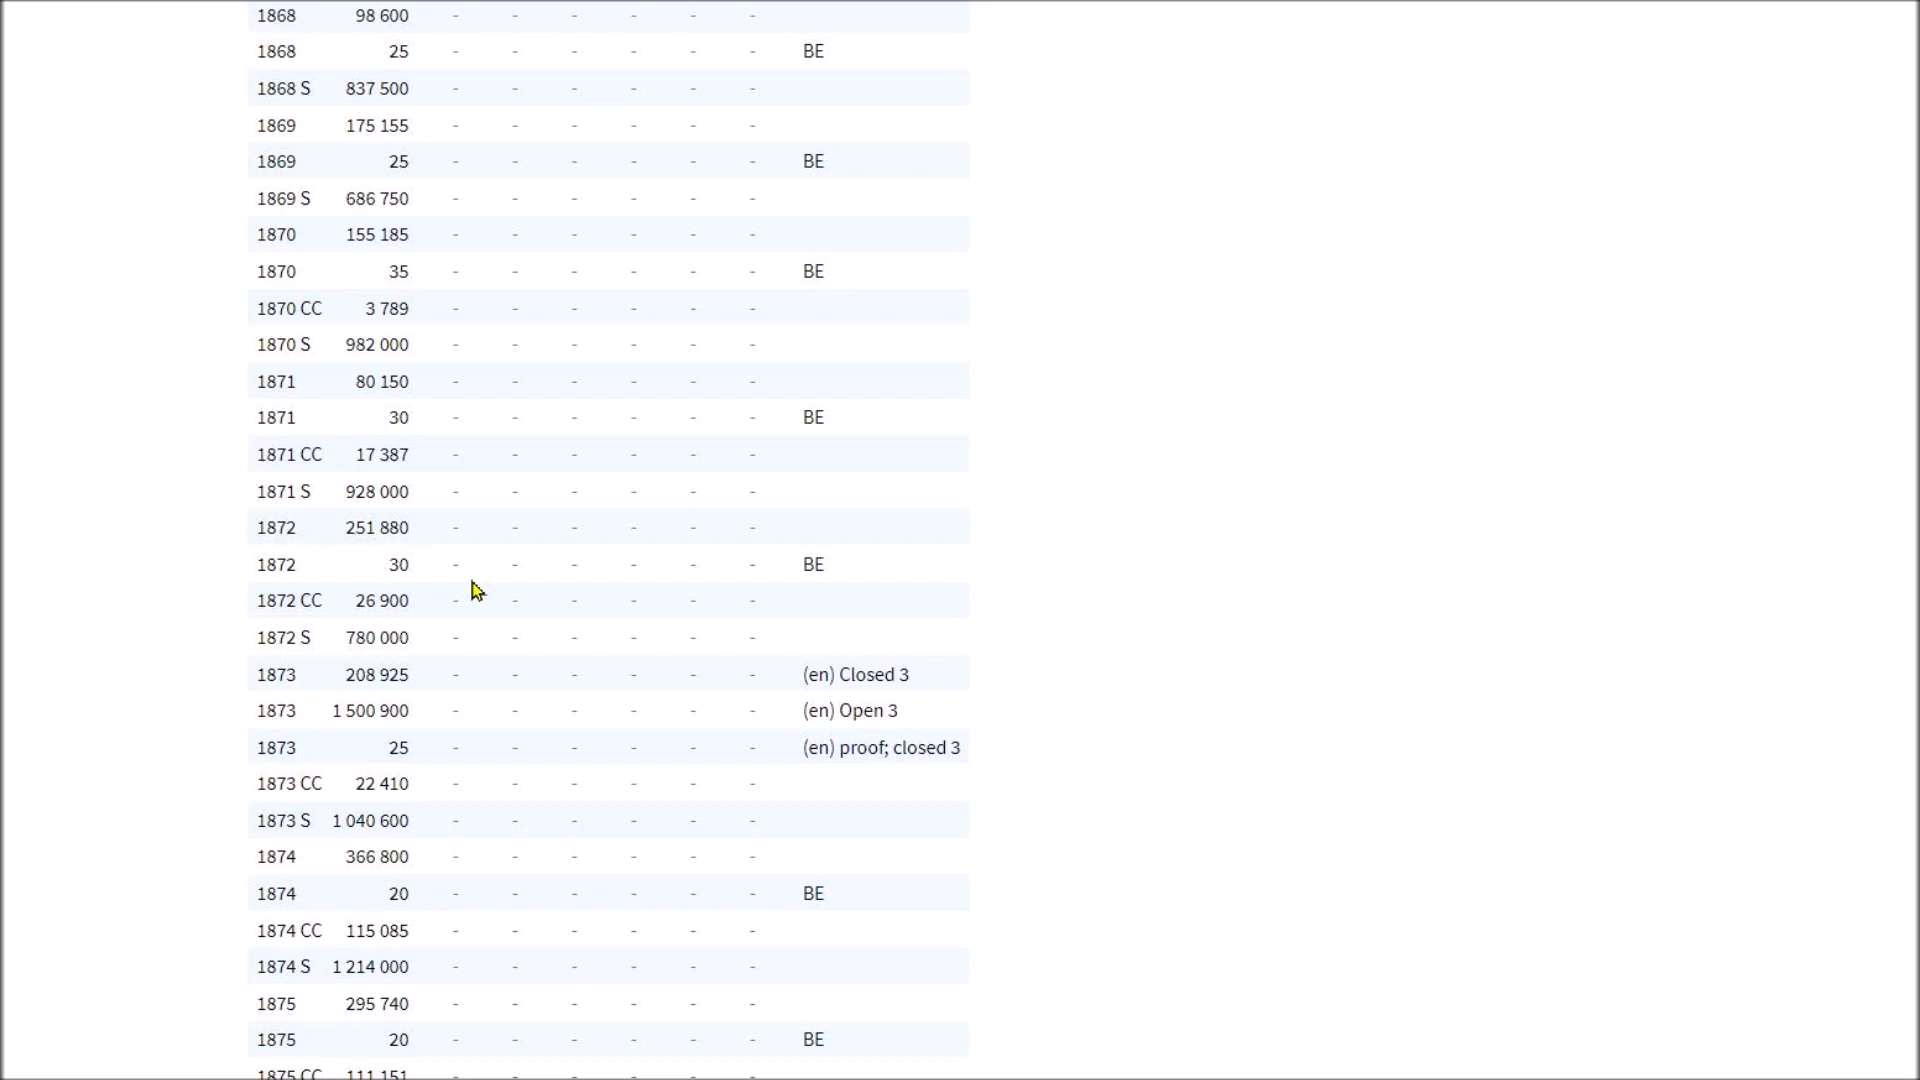 1868 98 600 - - - - - -
1868 25 - - - - - - BE
1868 S 837 500 - - - - - -
1869 175 155 - - - - - -
1869 25 - - - - - - BE
1869 S 686 750 - - - - - -
1870 155 185 - - - - - -
1870 35 - - - - - - BE
1870 CC 3 789 - - - - - -
1870 S 982 000 - - - - - -
1871 80 150 - - - - - -
1871 30 - - - - - - BE
1871 CC 17 387 - - - - - -
1871 S 928 000 - - - - - -
1872 251 880 - - - - - -
1872 30 - - - - - - BE
1872 CC 26 900 - - - - - -
1872 S 780 000 - - - - - -
1873 208 925 - - - - - - (en) Closed 3
1873 1 500 900 - - - - - - (en) Open 3
1873 25 - - - - - - (en) proof; closed 3
1873 CC 22 410 - - - - - -
1873 S 1 040 600 - - - - - -
1874 366 800 - - - - - -
1874 20 - - - - - - BE
1874 CC 115 085 - - - - - -
1874 S 1 214 000 - - - - - -
1875 295 740 - - - - - -
1875 20 - - - - - - BE
1875 CC 111 151 - - - - - -